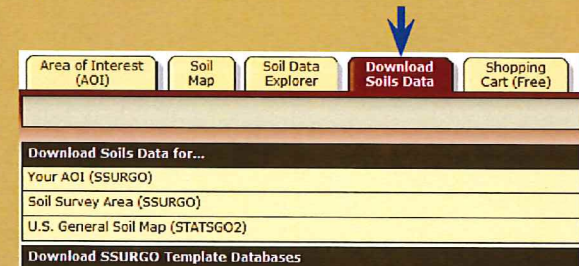 Area of Interest (AOI)
Soil Map
Soil Data Explorer
Download Soils Data
Shopping Cart (Free)
Download Soils Data for...
Your AOI (SSURGO)
Soil Survey Area (SSURGO)
U.S. General Soil Map (STATSGO2)
Download SSURGO Template Databases